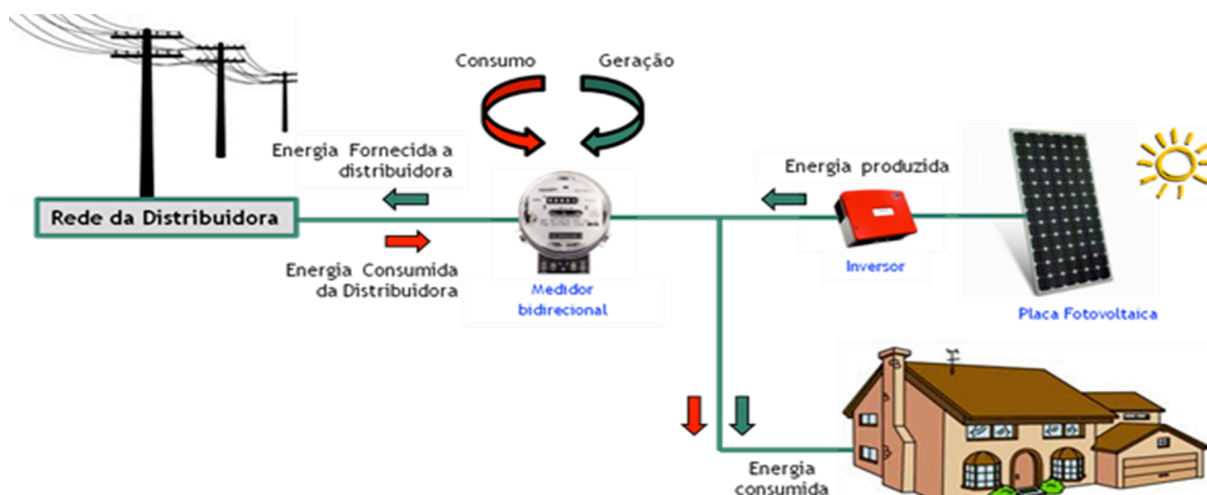 Consumo
Geração
Energia Fornecida a
distribuidora
Energia produzida
Rede da Distribuidora
Energia Consumida
da Distribuidora
Medidor
bidirecional
Inversor
Placa Fotovoltaica
Energia
consumida